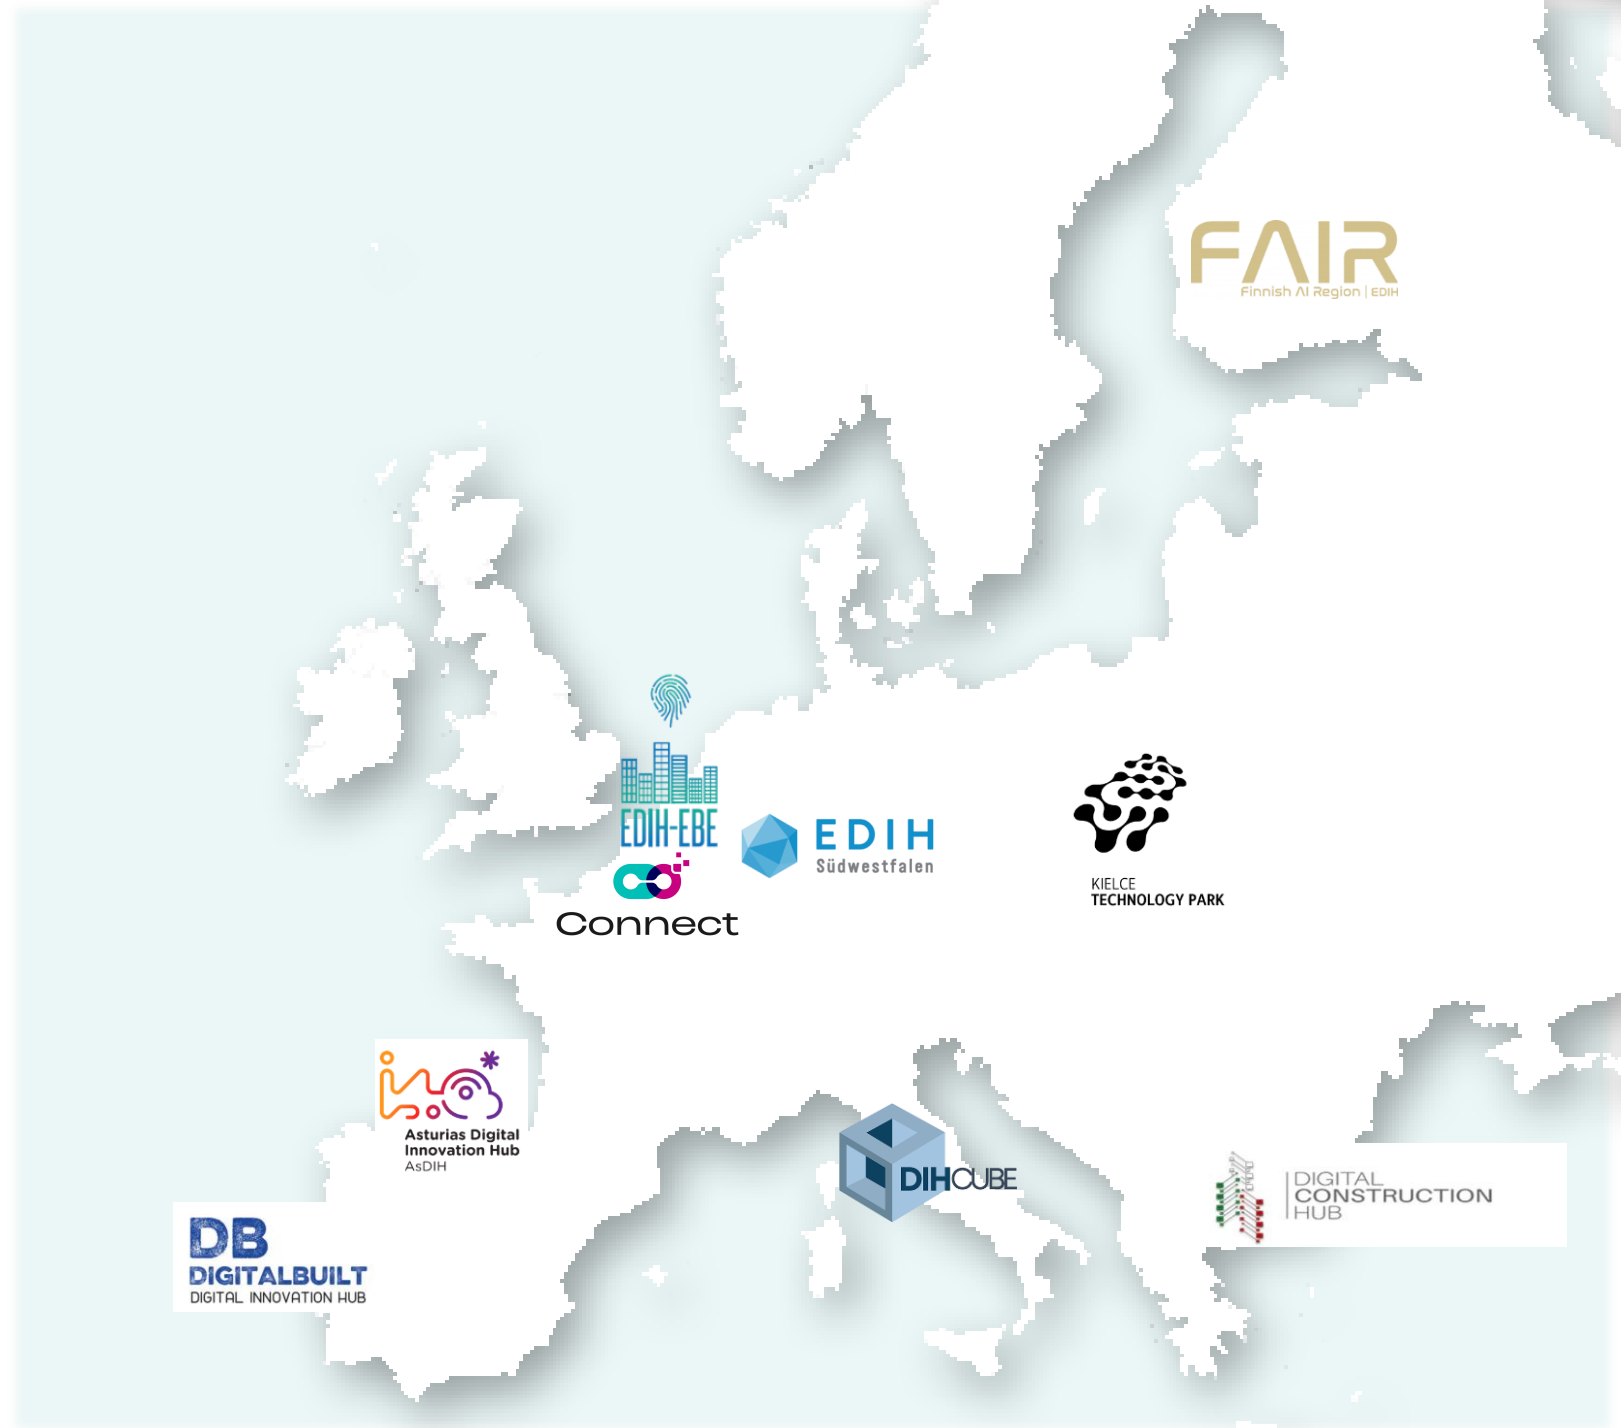 FAIR
Finnish AI Region | EDIH
EDIH-EBE
EDIH
Südwestfalen
Connect
KIELCE
TECHNOLOGY PARK
Asturias Digital
Innovation Hub
AsDIH
DIHCUBE
DIGITAL
CONSTRUCTION
HUB
DB
DIGITALBUILT
DIGITAL INNOVATION HUB